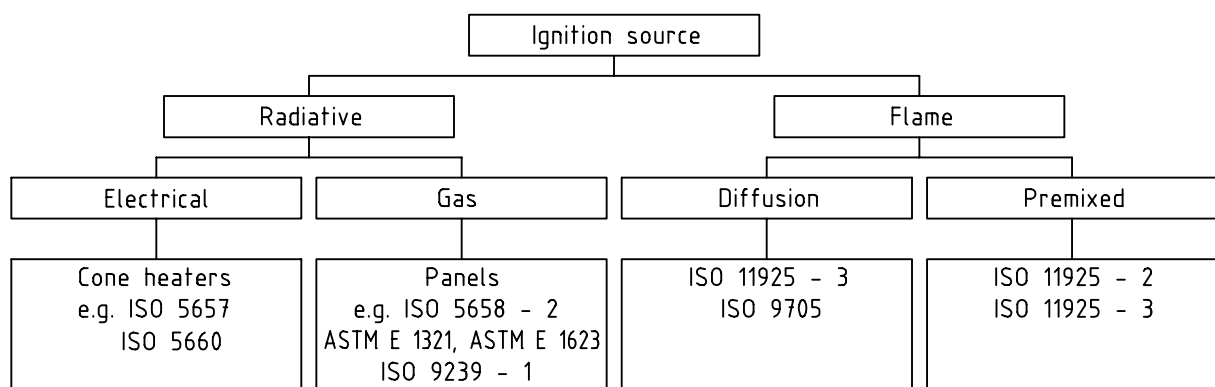 Ignition source
Radiative
Flame
Electrical
Gas
Diffusion
Premixed
Cone heaters
e.g. ISO 5657
ISO 5660
Panels
e.g. ISO 5658 - 2
ASTM E 1321, ASTM E 1623
ISO 9239 - 1
ISO 11925 - 3
ISO 9705
ISO 11925 - 2
ISO 11925 - 3